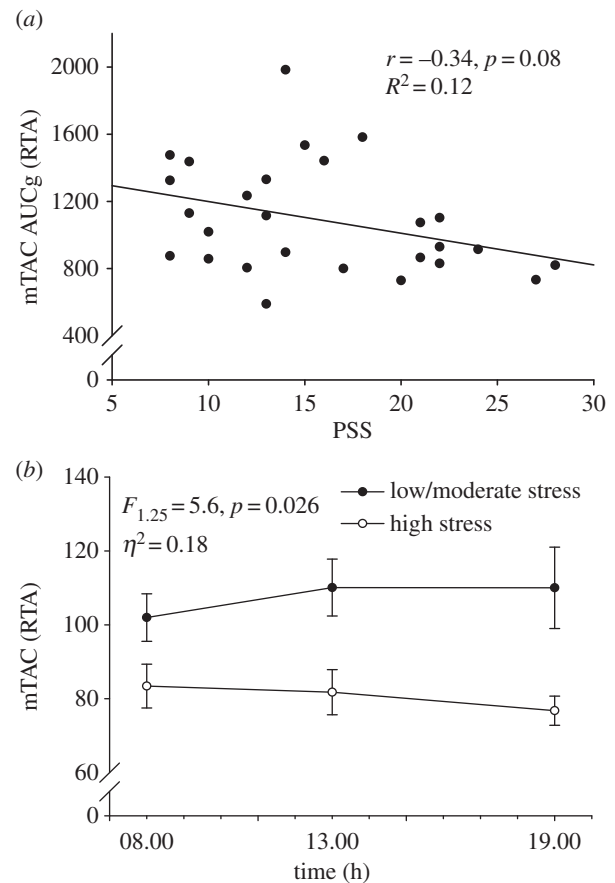 (a)
r = –0.34, p = 0.08
R² = 0.12
2000
1600
1200
800
400
0
mTAC AUCg (RTA)
5
10
15
20
25
30
PSS
(b)
140
120
100
80
60
0
mTAC (RTA)
F1.25 = 5.6, p = 0.026
η² = 0.18
low/moderate stress
high stress
08.00
13.00
19.00
time (h)